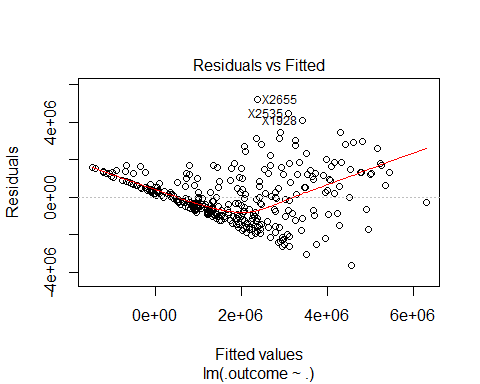 Residuals vs Fitted
Residuals
4e+06
0e+00
-4e+06
X2655
X2535
X1928
0e+00 2e+06 4e+06 6e+06
Fitted values
lm(.outcome ~ .)